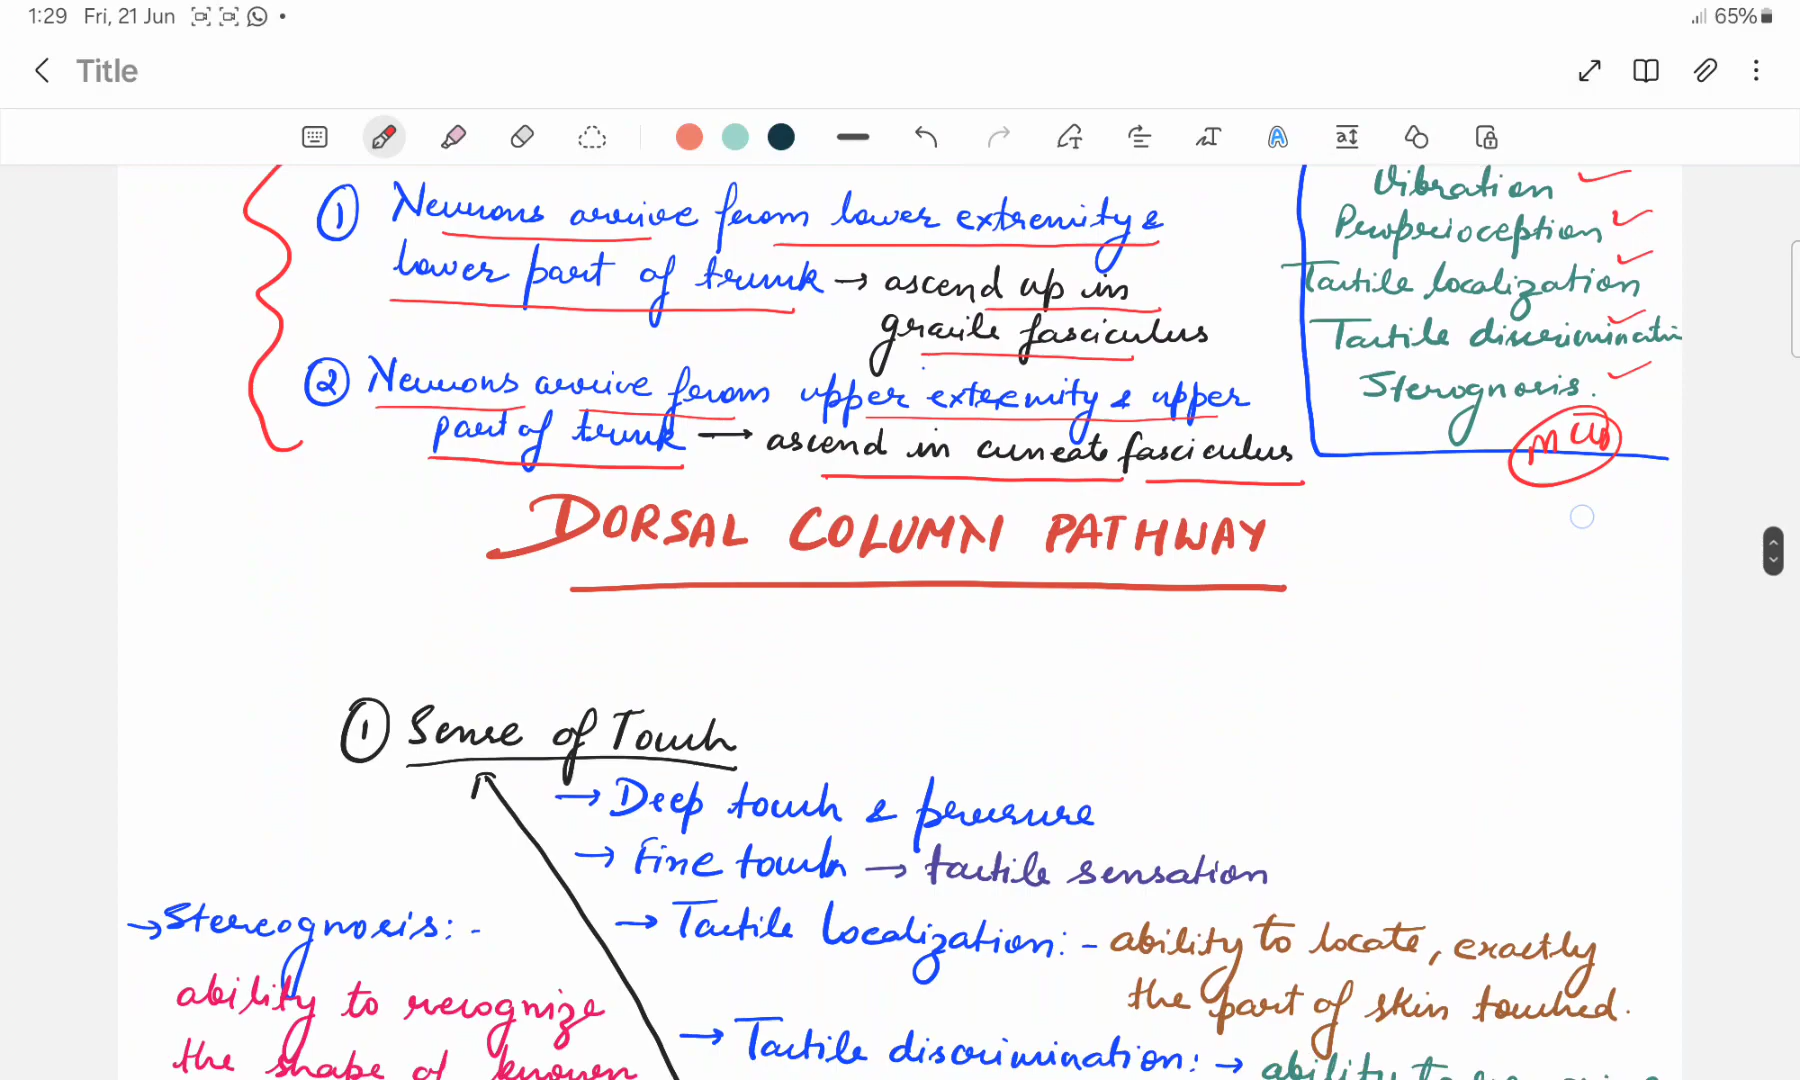 1:29 Fri, 21 Jun
65%
Title
① Neurons arrive from lower extremity &
lower part of trunk → ascend up in
gracile fasciculus
② Neurons arrive from upper extremity & upper
part of trunk → ascend in cuneate fasciculus
Vibration
Proprioception
Tactile localization
Tactile discriminati
Sterognosis.
DORSAL COLUMN PATHWAY
① Sense of Touch
→ Deep touch & pressure
→ Fine touch → tactile sensation
→ Tactile localization: - ability to locate, exactly
the part of skin touched.
→ Stereognosis: -
ability to recognize
the shape of known
→ Tactile discrimination: → ability to